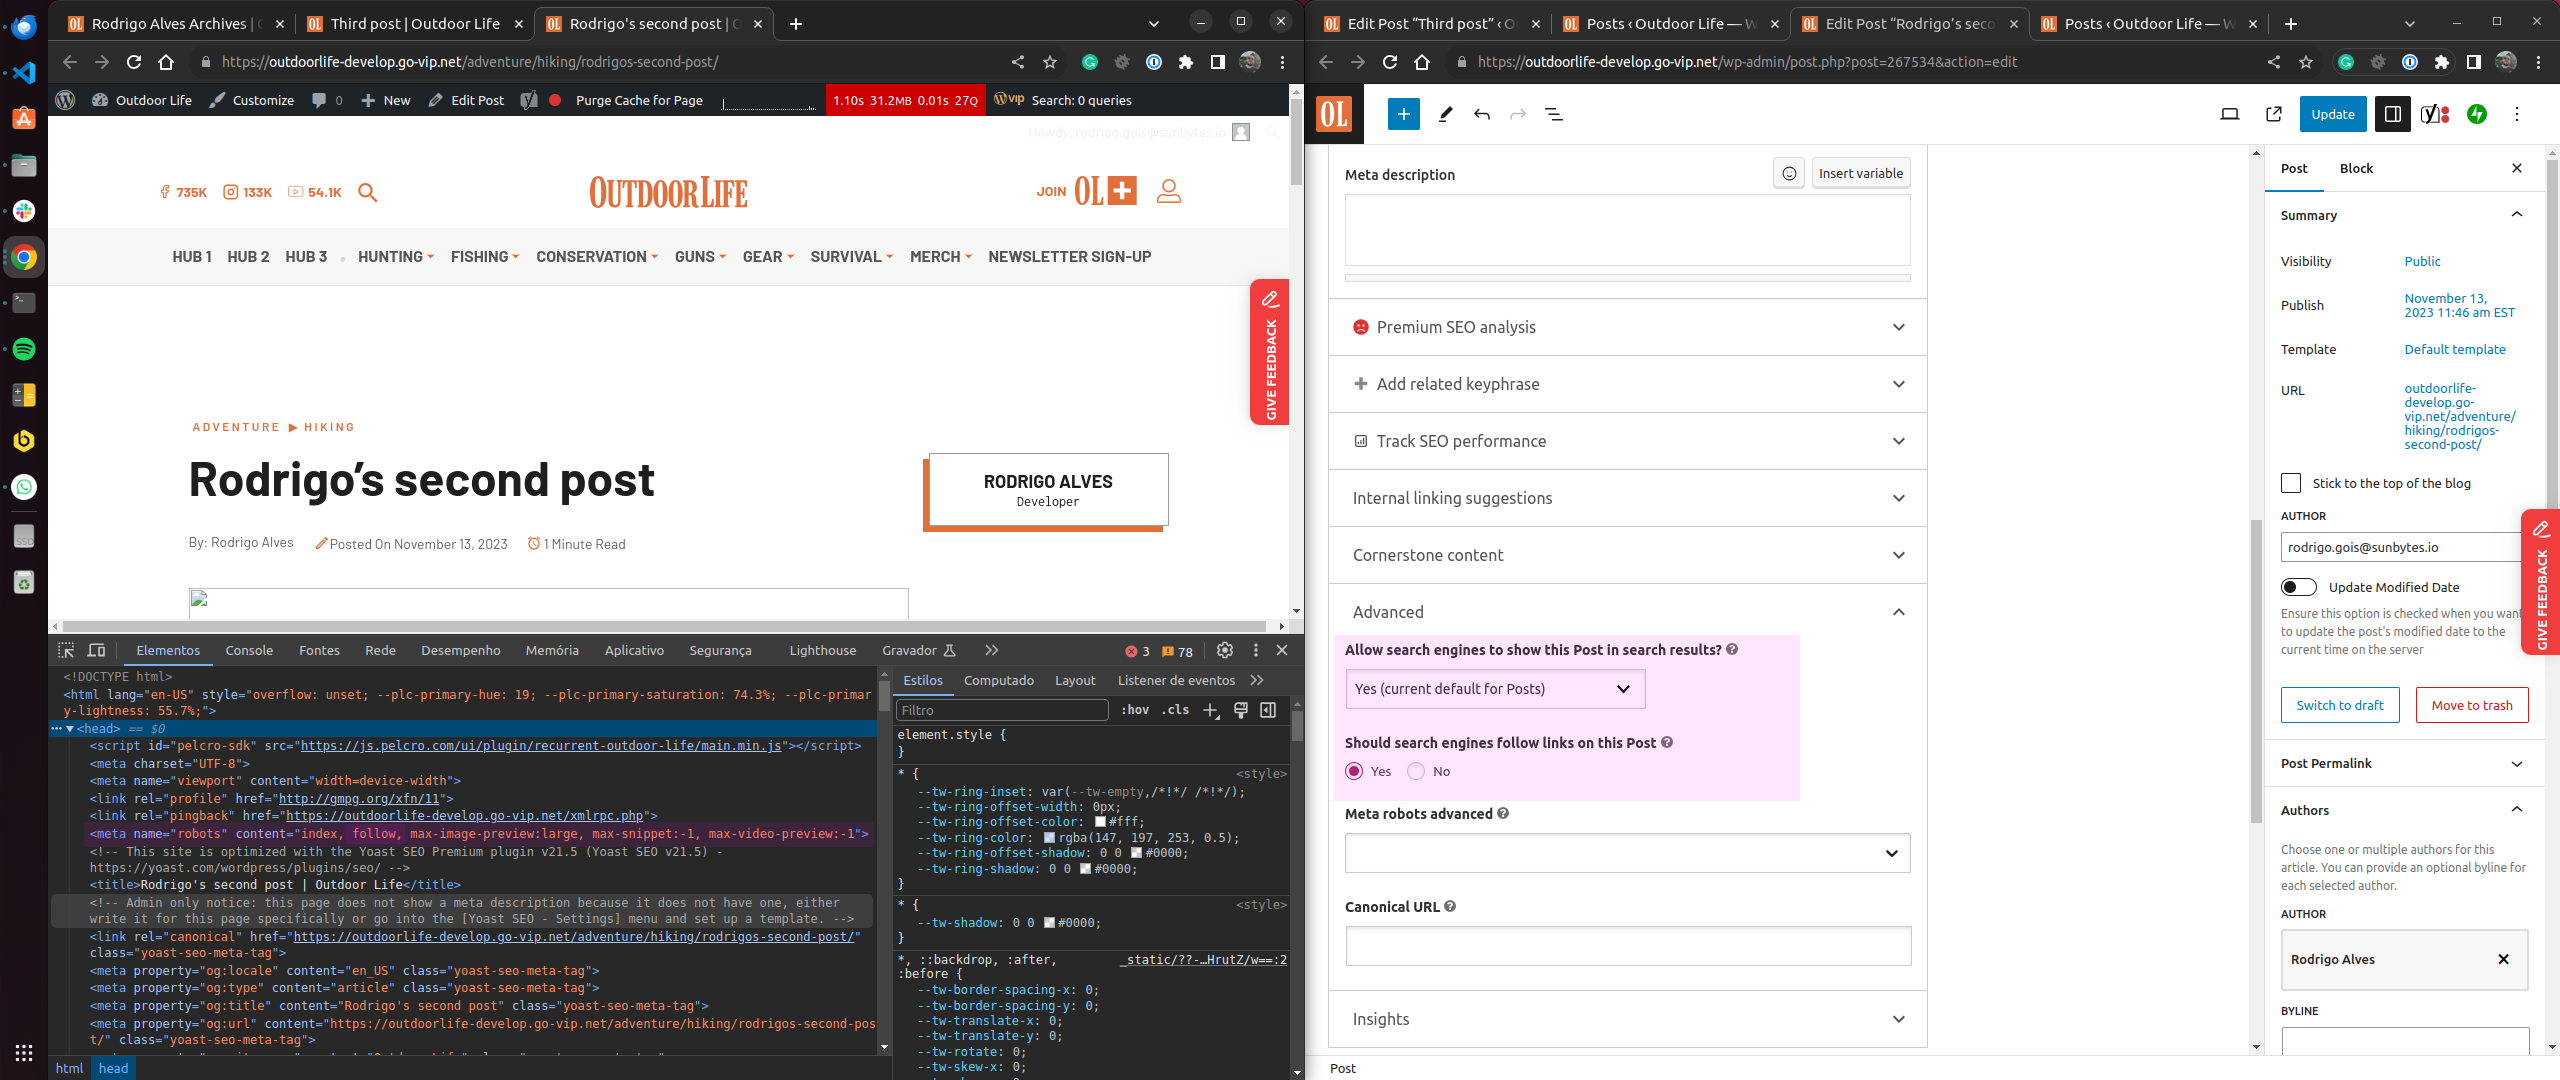 Rodrigo Alves Archives |
Third post | Outdoor Life
Rodrigo's second post |
https://outdoorlife-develop.go-vip.net/adventure/hiking/rodrigos-second-post/
Outdoor Life
Customize
0
New
Edit Post
Purge Cache for Page
1.10s 31.2MB 0.01s 27Q
VIP
Search: 0 queries
Howdy, rodrigo.gois@sunbytes.io
735K
133K
54.1K
OUTDOOR LIFE
JOIN OL+
HUB 1 HUB 2 HUB 3 HUNTING FISHING CONSERVATION GUNS GEAR SURVIVAL MERCH NEWSLETTER SIGN-UP
GIVE FEEDBACK
ADVENTURE ▶ HIKING
Rodrigo’s second post
RODRIGO ALVES
Developer
By: Rodrigo Alves
Posted On November 13, 2023
1 Minute Read
Elementos Console Fontes Rede Desempenho Memória Aplicativo Segurança Lighthouse Gravador 3 78
<!DOCTYPE html>
<html lang="en-US" style="overflow: unset; --plc-primary-hue: 19; --plc-primary-saturation: 74.3%; --plc-primar
y-lightness: 55.7%;">
<head> == $0
<script id="pelcro-sdk" src="https://js.pelcro.com/ui/plugin/recurrent-outdoor-life/main.min.js"></script>
<meta charset="UTF-8">
<meta name="viewport" content="width=device-width">
<link rel="profile" href="http://gmpg.org/xfn/11">
<link rel="pingback" href="https://outdoorlife-develop.go-vip.net/xmlrpc.php">
<meta name="robots" content="index, follow, max-image-preview:large, max-snippet:-1, max-video-preview:-1">
<!-- This site is optimized with the Yoast SEO Premium plugin v21.5 (Yoast SEO v21.5) -
https://yoast.com/wordpress/plugins/seo/ -->
<title>Rodrigo's second post | Outdoor Life</title>
<!-- Admin only notice: this page does not show a meta description because it does not have one, either
write it for this page specifically or go into the [Yoast SEO - Settings] menu and set up a template. -->
<link rel="canonical" href="https://outdoorlife-develop.go-vip.net/adventure/hiking/rodrigos-second-post/"
class="yoast-seo-meta-tag">
<meta property="og:locale" content="en_US" class="yoast-seo-meta-tag">
<meta property="og:type" content="article" class="yoast-seo-meta-tag">
<meta property="og:title" content="Rodrigo's second post" class="yoast-seo-meta-tag">
<meta property="og:url" content="https://outdoorlife-develop.go-vip.net/adventure/hiking/rodrigos-second-pos
t/" class="yoast-seo-meta-tag">
html head
Estilos Computado Layout Listener de eventos
Filtro :hov .cls
element.style {
}
* { <style>
--tw-ring-inset: var(--tw-empty,/*!*/ /*!*/);
--tw-ring-offset-width: 0px;
--tw-ring-offset-color: #fff;
--tw-ring-color: rgba(147, 197, 253, 0.5);
--tw-ring-offset-shadow: 0 0 #0000;
--tw-ring-shadow: 0 0 #0000;
}
* { <style>
--tw-shadow: 0 0 #0000;
}
*, ::backdrop, :after, _static/??-…HrutZ/w==:2
:before {
--tw-border-spacing-x: 0;
--tw-border-spacing-y: 0;
--tw-translate-x: 0;
--tw-translate-y: 0;
--tw-rotate: 0;
--tw-skew-x: 0;
Edit Post “Third post” ‹
Posts ‹ Outdoor Life —
Edit Post “Rodrigo’s seco
Posts ‹ Outdoor Life —
https://outdoorlife-develop.go-vip.net/wp-admin/post.php?post=267534&action=edit
OL
Update
Meta description
Insert variable
Premium SEO analysis
Add related keyphrase
Track SEO performance
Internal linking suggestions
Cornerstone content
Advanced
Allow search engines to show this Post in search results?
Yes (current default for Posts)
Should search engines follow links on this Post
Yes No
Meta robots advanced
Canonical URL
Insights
Post
Post Block
Summary
Visibility Public
Publish November 13,
2023 11:46 am EST
Template Default template
URL outdoorlife-
develop.go-
vip.net/adventure/
hiking/rodrigos-
second-post/
Stick to the top of the blog
AUTHOR
rodrigo.gois@sunbytes.io
Update Modified Date
Ensure this option is checked when you want
to update the post's modified date to the
current time on the server
GIVE FEEDBACK
Switch to draft
Move to trash
Post Permalink
Authors
Choose one or multiple authors for this
article. You can provide an optional byline for
each selected author.
AUTHOR
Rodrigo Alves
BYLINE